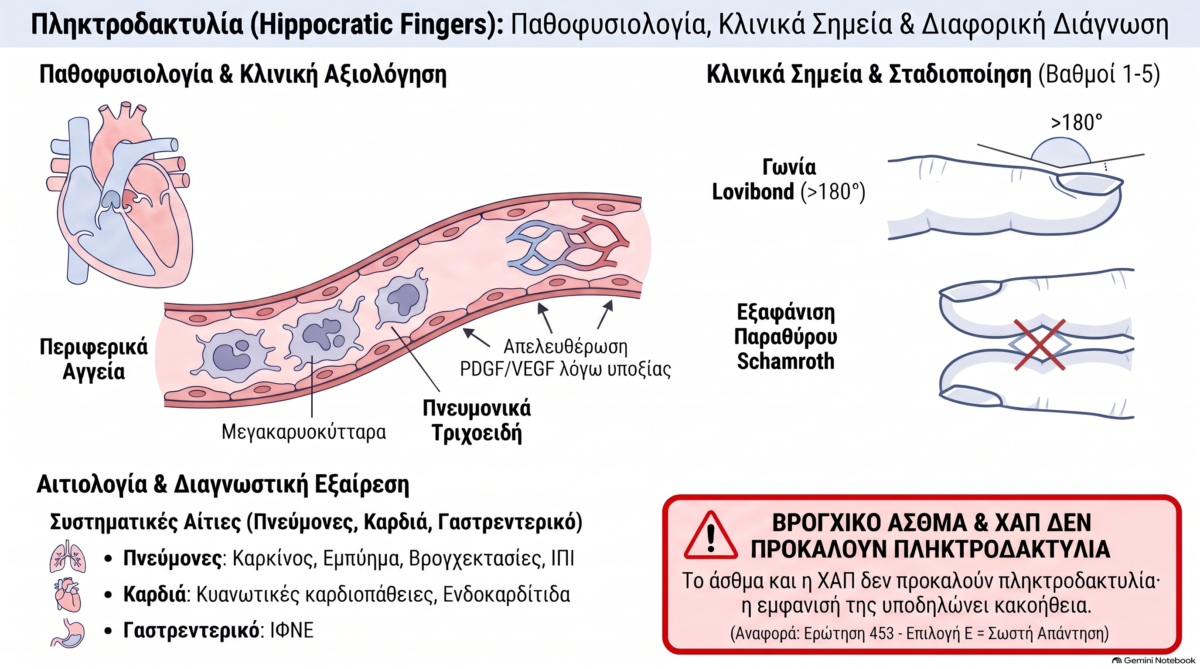 Πληκτροδακτυλία (Hippocratic Fingers): Παθοφυσιολογία, Κλινικά Σημεία & Διαφορική Διάγνωση
Παθοφυσιολογία & Κλινική Αξιολόγηση
Περιφερικά
Αγγεία
Μεγακαρυοκύτταρα
Πνευμονικά
Τριχοειδή
Απελευθέρωση
PDGF/VEGF λόγω υποξίας
Κλινικά Σημεία & Σταδιοποίηση (Βαθμοί 1-5)
>180°
Γωνία
Lovibond (>180°)
Εξαφάνιση
Παραθύρου
Schamroth
Αιτιολογία & Διαγνωστική Εξαίρεση
Συστηματικές Αίτιες (Πνεύμονες, Καρδιά, Γαστρεντερικό)
• Πνεύμονες: Καρκίνος, Εμπύημα, Βρογχεκτασίες, ΙΠΙ
• Καρδιά: Κυανωτικές καρδιοπάθειες, Ενδοκαρδίτιδα
• Γαστρεντερικό: ΙΦΝΕ
ΒΡΟΓΧΙΚΟ ΑΣΘΜΑ & ΧΑΠ ΔΕΝ
ΠΡΟΚΑΛΟΥΝ ΠΛΗΚΤΡΟΔΑΚΤΥΛΙΑ
Το άσθμα και η ΧΑΠ δεν προκαλούν πληκτροδακτυλία·
η εμφανισή της υποδηλώνει κακοήθεια.
(Αναφορά: Ερώτηση 453 - Επιλογή Ε = Σωστή Απάντηση)
Gemini Notebook